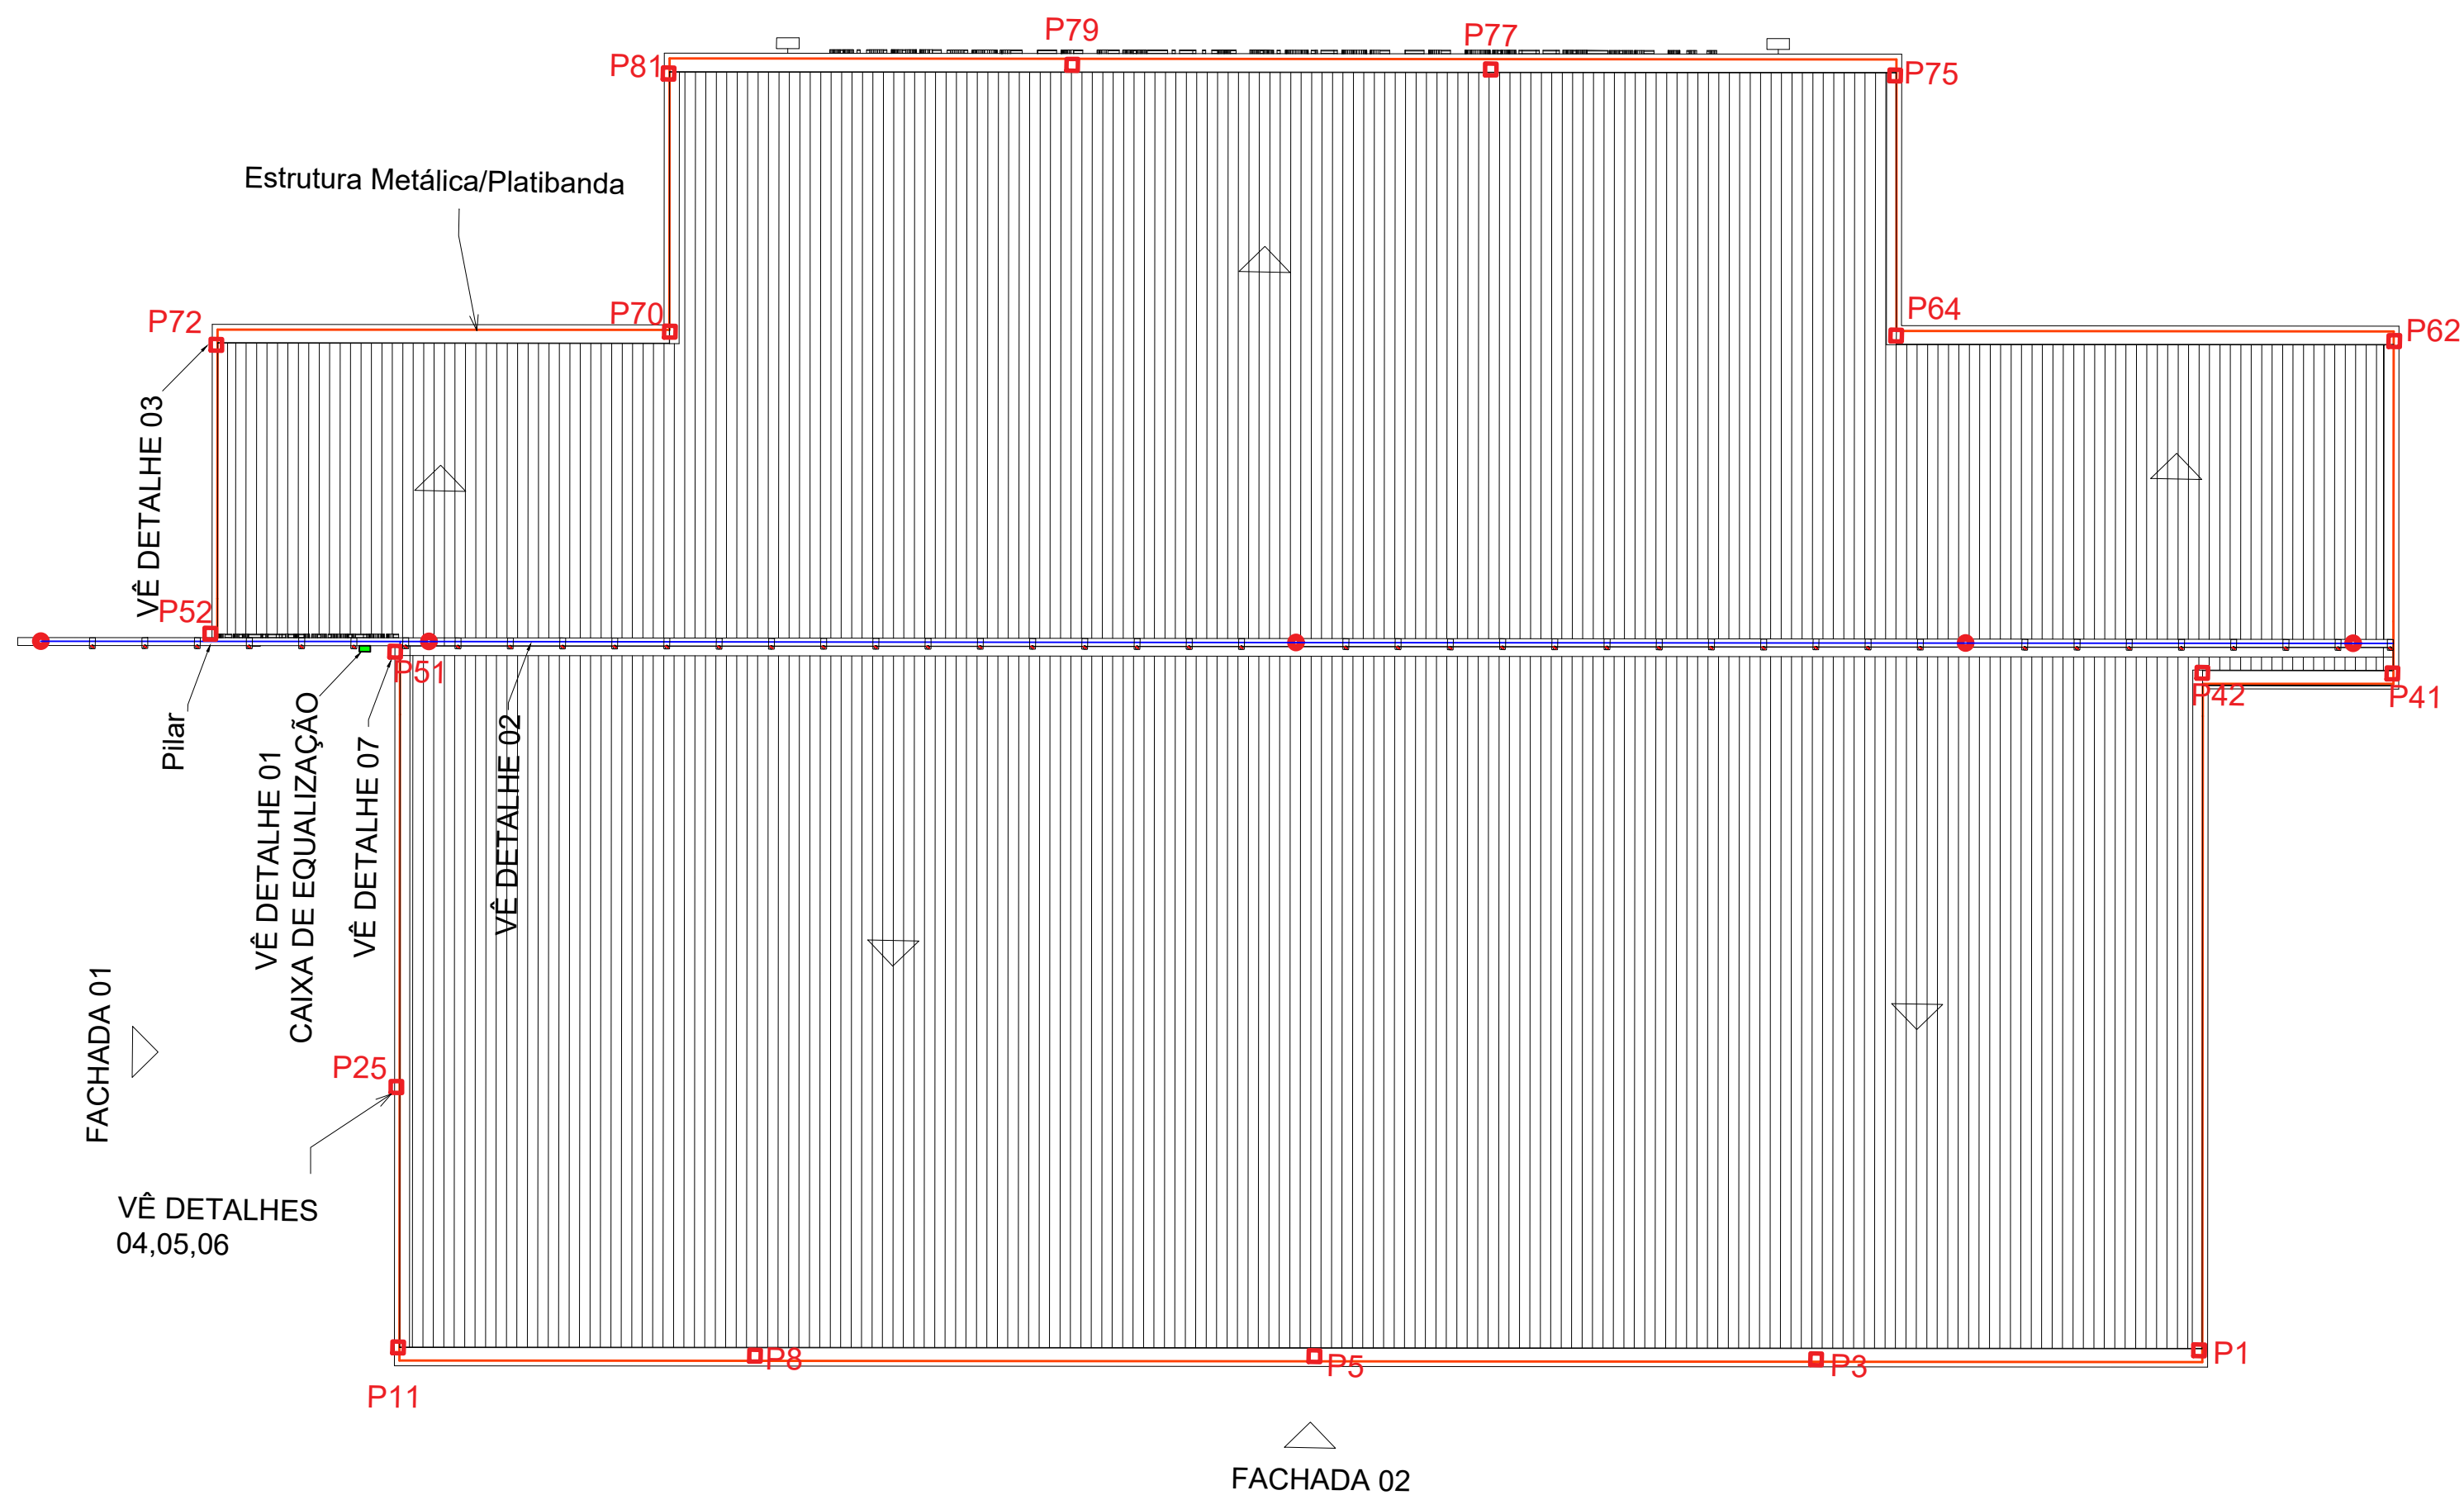 P79
P77
P81
P75
Estrutura Metálica/Platibanda
P72
P70
P64
P62
VÊ DETALHE 03
P52
P51
P42
P41
Pilar
VÊ DETALHE 01
CAIXA DE EQUALIZAÇÃO
VÊ DETALHE 07
VÊ DETALHE 02
FACHADA 01
P25
VÊ DETALHES
04,05,06
P8
P5
P3
P1
P11
FACHADA 02